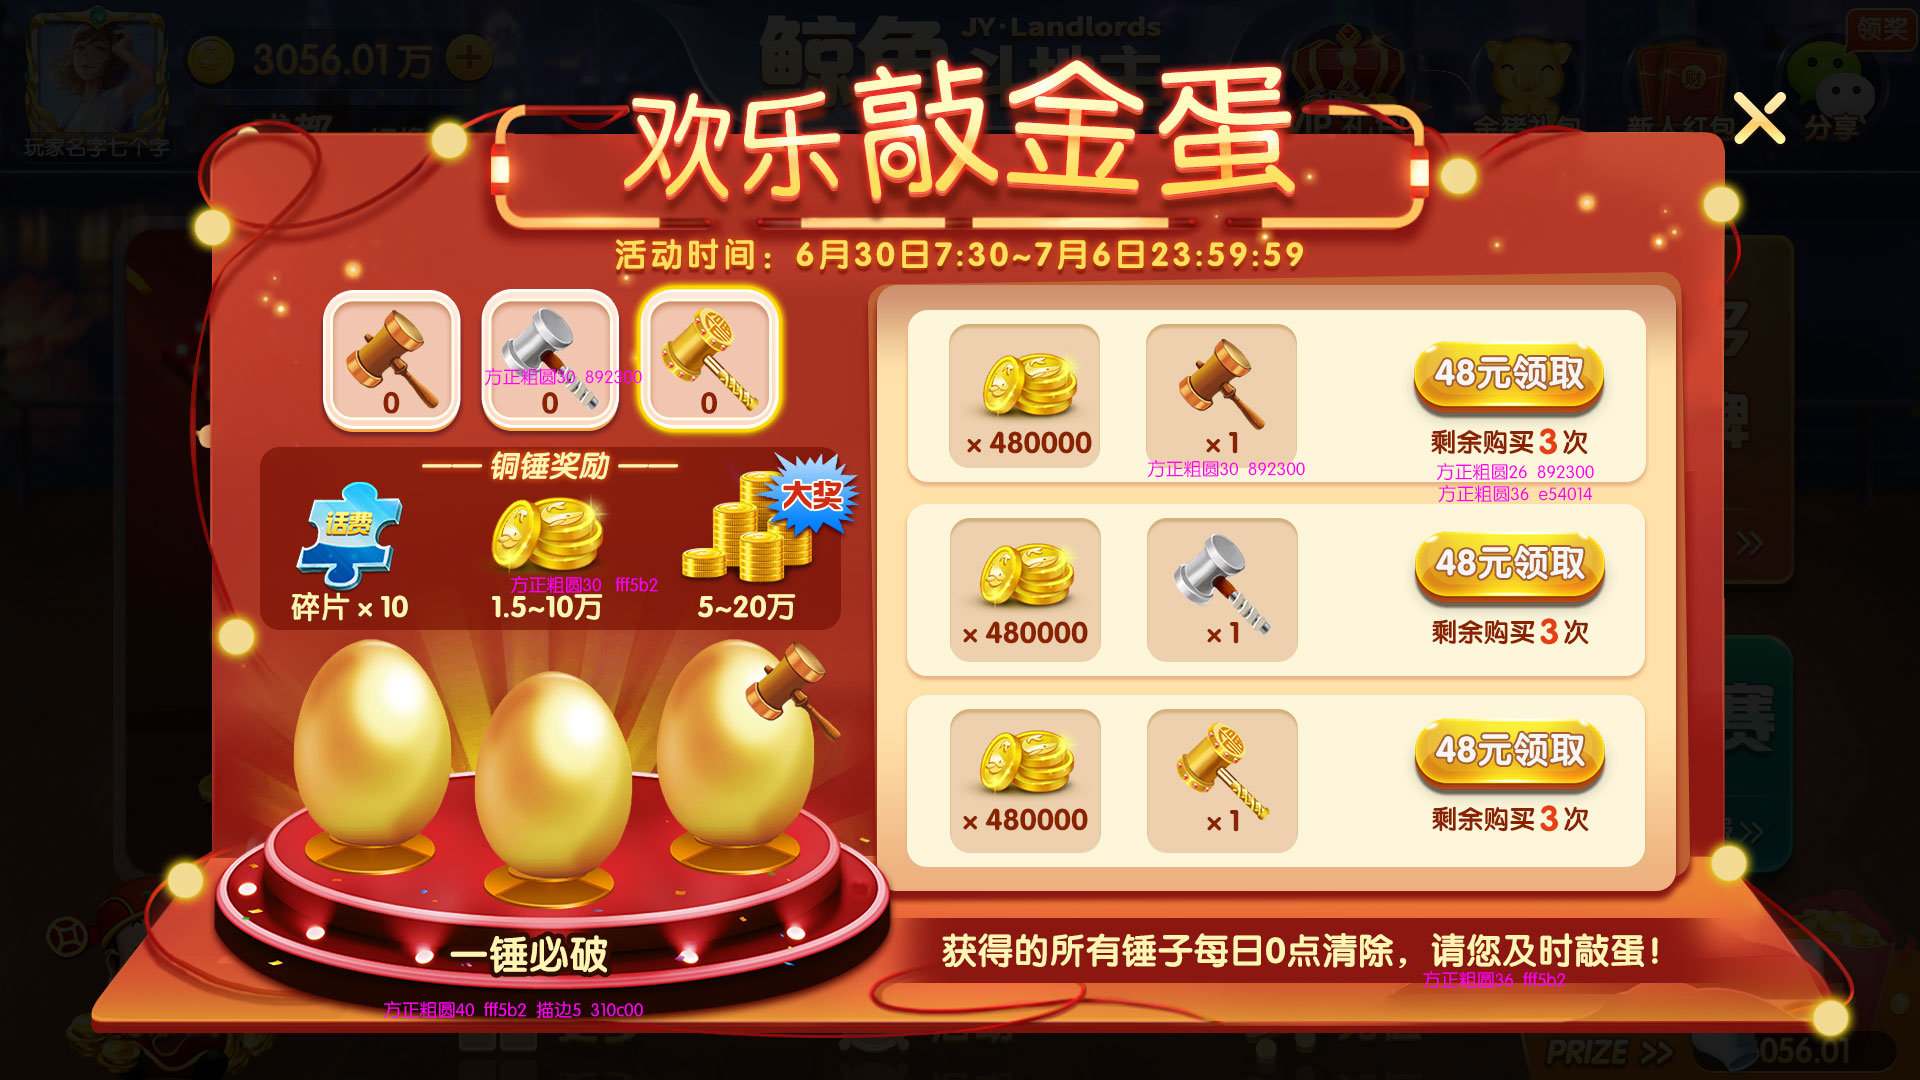 3056.01万
鲸鱼斗地主
JY·Landlords
领奖
玩家名字七个字
金猪礼包
新人红包
分享
欢乐敲金蛋
活动时间：6月30日7:30~7月6日23:59:59
0
0
0
方正粗圆30 892300
铜锤奖励
大奖
话费
方正粗圆30 fff5b2
碎片×10
1.5~10万
5~20万
×480000
×1
48元领取
剩余购买3次
方正粗圆30 892300
方正粗圆26 892300
方正粗圆36 e54014
×480000
×1
48元领取
剩余购买3次
×480000
×1
48元领取
剩余购买3次
一锤必破
方正粗圆40 fff5b2 描边5 310c00
获得的所有锤子每日0点清除，请您及时敲蛋！
方正粗圆36 fff5b2
PRIZE >>
056.01